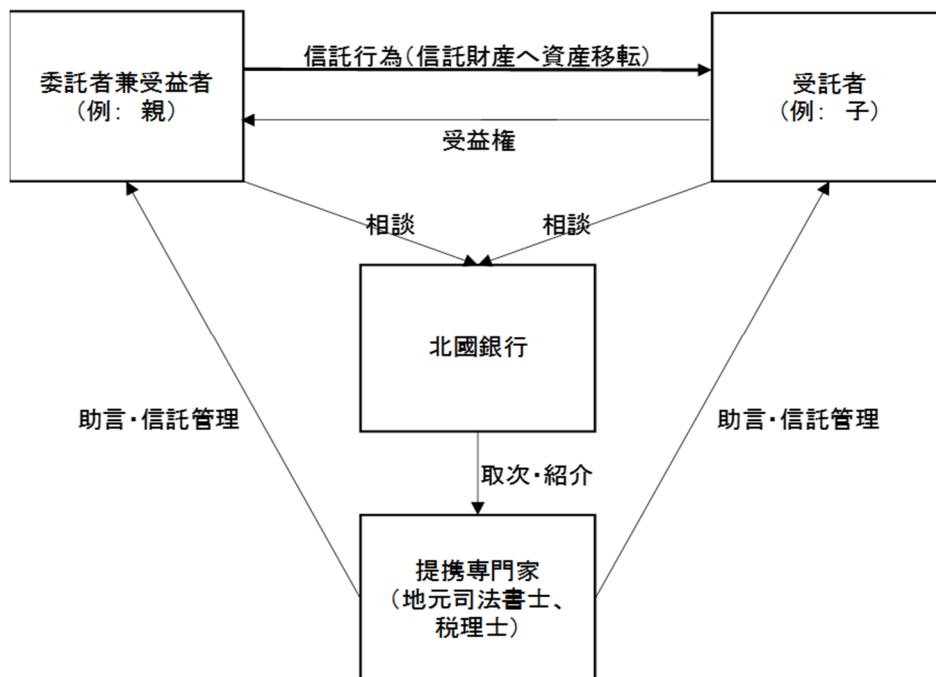 信託行為（信託財産へ資産移転）
委託者兼受益者
（例：　親）
受託者
（例：　子）
受益権
相談
相談
北國銀行
助言・信託管理
助言・信託管理
取次・紹介
提携専門家
（地元司法書士、
税理士）